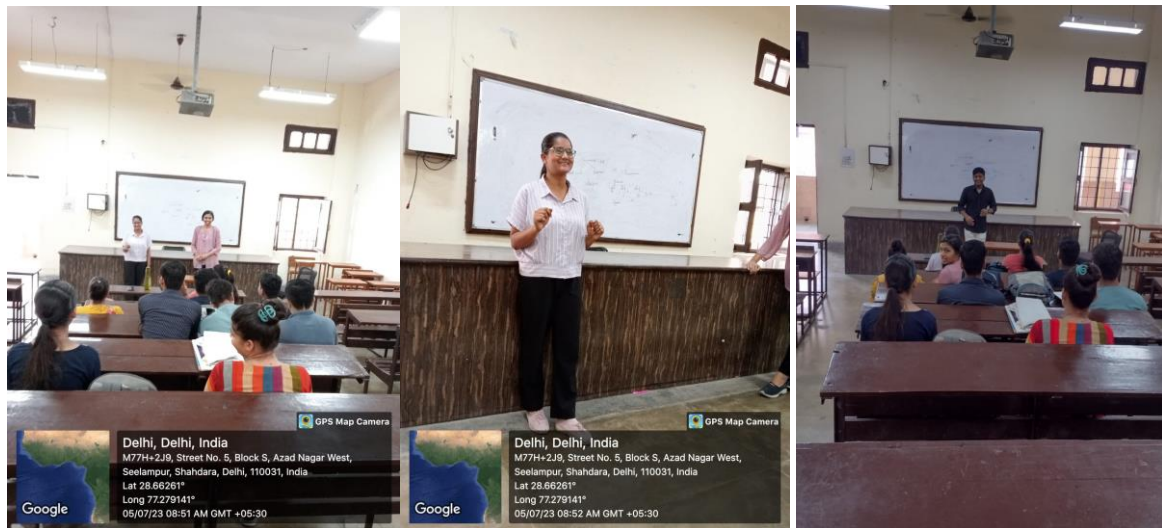 GPS Map Camera
Delhi, Delhi, India
M77H+2J9, Street No. 5, Block S, Azad Nagar West,
Seelampur, Shahdara, Delhi, 110031, India
Lat 28.66261°
Long 77.279141°
05/07/23 08:51 AM GMT +05:30
Google
GPS Map Camera
Delhi, Delhi, India
M77H+2J9, Street No. 5, Block S, Azad Nagar West,
Seelampur, Shahdara, Delhi, 110031, India
Lat 28.66261°
Long 77.279141°
05/07/23 08:52 AM GMT +05:30
Google